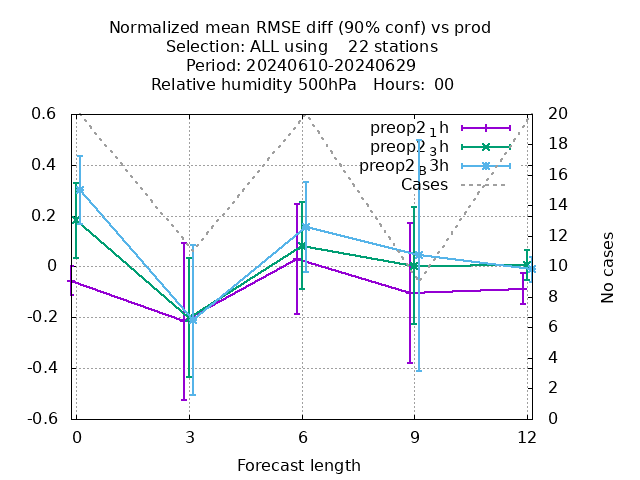 Normalized mean RMSE diff (90% conf) vs prod
Selection: ALL using    22 stations
Period: 20240610-20240629
Relative humidity 500hPa   Hours:  00
0.6
0.4
0.2
0
-0.2
-0.4
-0.6
20
18
16
14
12
10
8
6
4
2
0
preop2_1h
preop2_3h
preop2_B3h
Cases
No cases
0 3 6 9 12
Forecast length